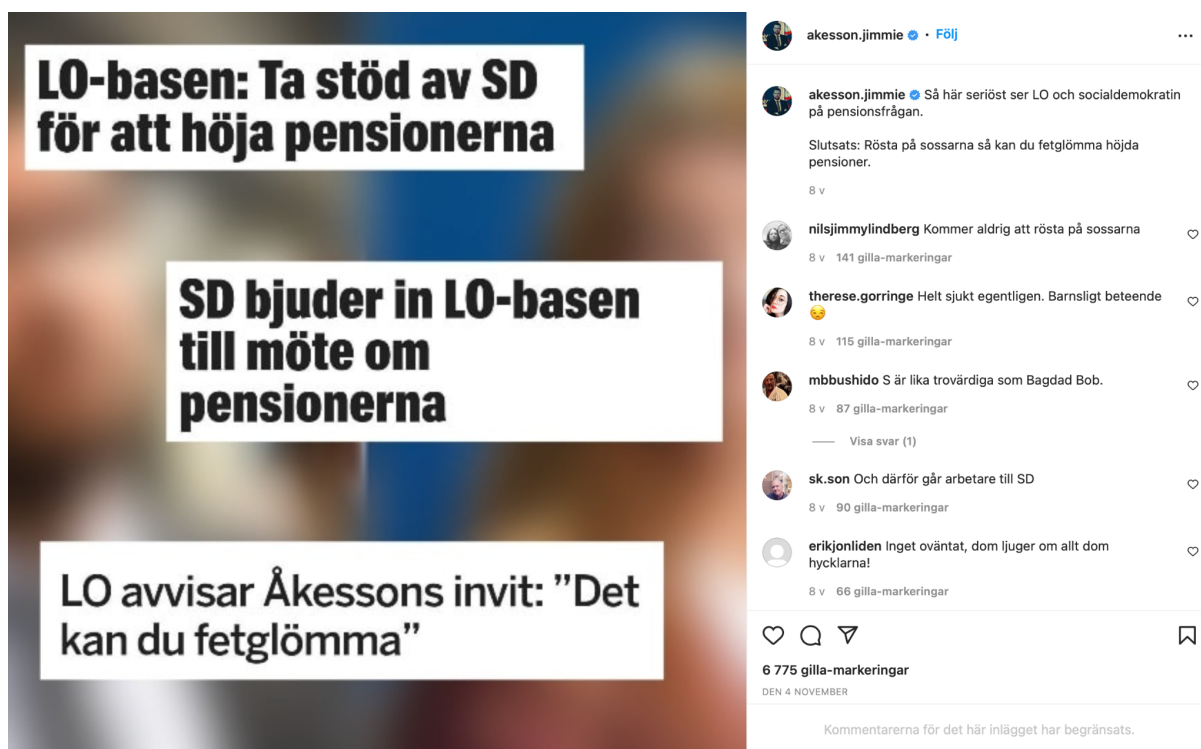 LO-basen: Ta stöd av SD
för att höja pensionerna
SD bjuder in LO-basen
till möte om
pensionerna
LO avvisar Åkessons invit: ”Det
kan du fetglömma”
akesson.jimmie • Följ
akesson.jimmie Så här seriöst ser LO och socialdemokratin
på pensionsfrågan.
Slutsats: Rösta på sossarna så kan du fetglömma höjda
pensioner.
8 v
nilsjimmylindberg Kommer aldrig att rösta på sossarna
8 v 141 gilla-markeringar
therese.gorringe Helt sjukt egentligen. Barnsligt beteende
😒
8 v 115 gilla-markeringar
mbbushido S är lika trovärdiga som Bagdad Bob.
8 v 87 gilla-markeringar
Visa svar (1)
sk.son Och därför går arbetare till SD
8 v 90 gilla-markeringar
erikjonliden Inget oväntat, dom ljuger om allt dom
hycklarna!
8 v 66 gilla-markeringar
6 775 gilla-markeringar
DEN 4 NOVEMBER
Kommentarerna för det här inlägget har begränsats.